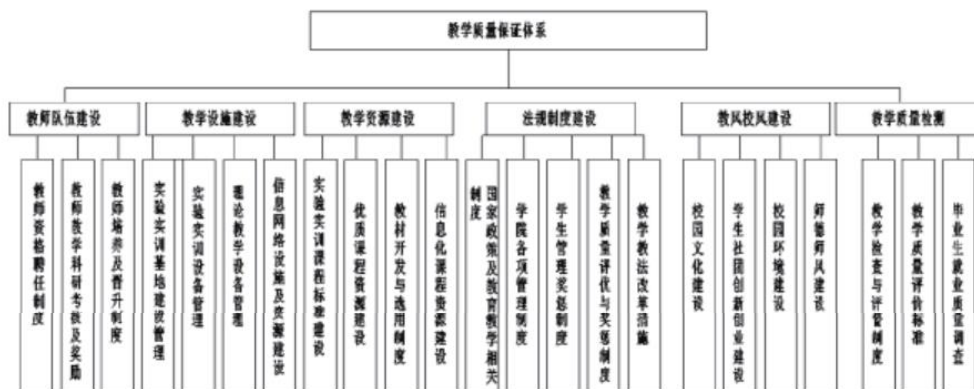 教学质量保证体系
教师队伍建设
教学设施建设
教学资源建设
法规制度建设
教风校风建设
教学质量检测
教师资格聘任制度
教师教学科研考核及奖励
教师培养及晋升制度
实验实训基地建设管理
实验实训设备管理
理论教学设备管理
信息网络设施及资源建设
实验实训课程标准建设
优质课程资源建设
教材开发与选用制度
信息化课程资源建设
国家政策及教育教学相关
制度
学院各项管理制度
学生管理奖惩制度
教学质量评优与奖惩制度
教学教法改革措施
校园文化建设
学生社团创新创业建设
校园环境建设
师德师风建设
教学检查与评督制度
教学质量评价标准
毕业生就业质量调查